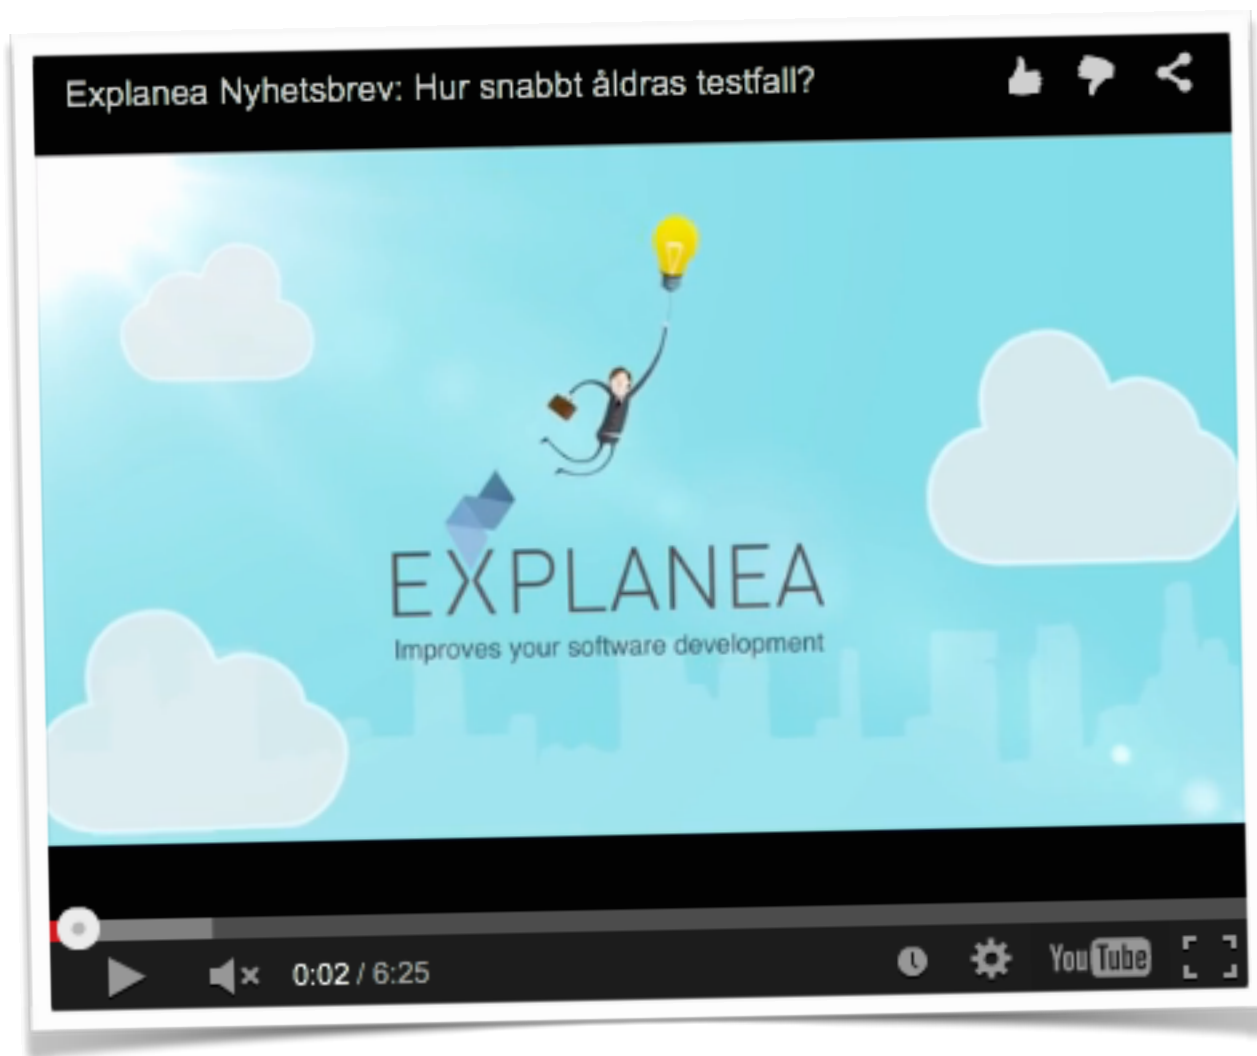 Explanea Nyhetsbrev: Hur snabbt åldras testfall?
EXPLANEA
Improves your software development
0:02 / 6:25
YouTube